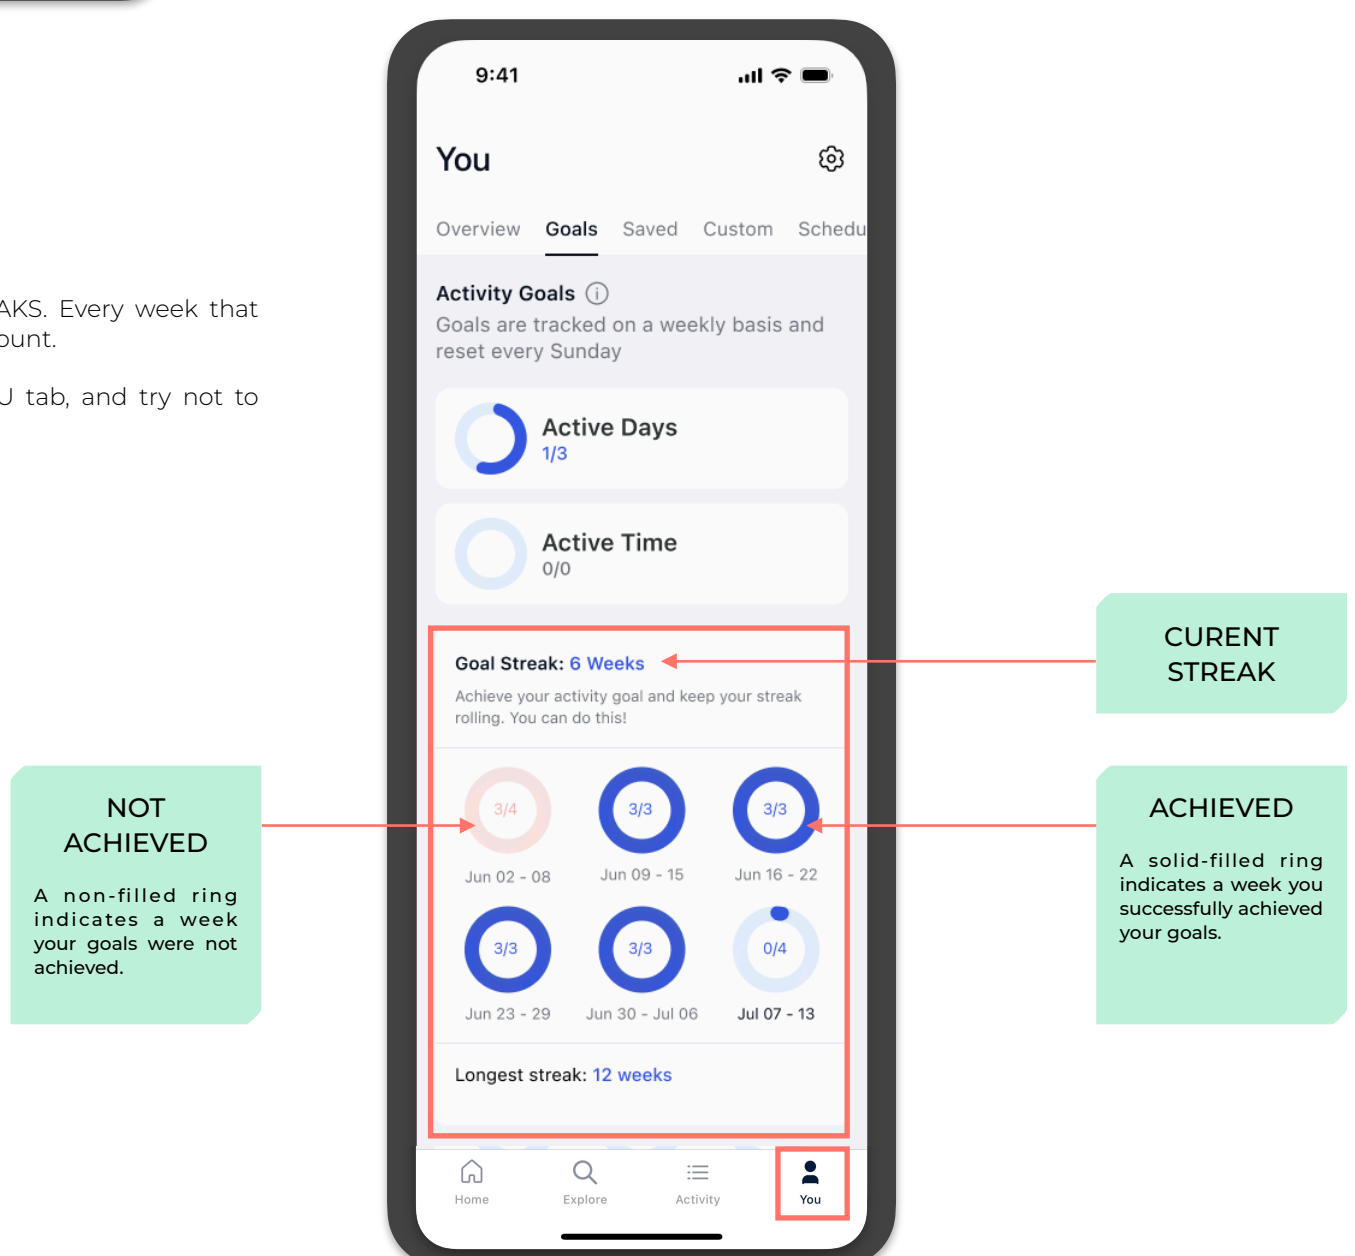 9:41
You
Overview Goals Saved Custom Schedu
Activity Goals
Goals are tracked on a weekly basis and
reset every Sunday
Active Days
1/3
Active Time
0/0
Goal Streak: 6 Weeks
Achieve your activity goal and keep your streak
rolling. You can do this!
3/4 3/3 3/3
Jun 02 - 08 Jun 09 - 15 Jun 16 - 22
3/3 3/3 0/4
Jun 23 - 29 Jun 30 - Jul 06 Jul 07 - 13
Longest streak: 12 weeks
Home Explore Activity You
AKS. Every week that
ount.
U tab, and try not to
NOT
ACHIEVED
A non-filled ring
indicates a week
your goals were not
achieved.
CURENT
STREAK
ACHIEVED
A solid-filled ring
indicates a week you
successfully achieved
your goals.